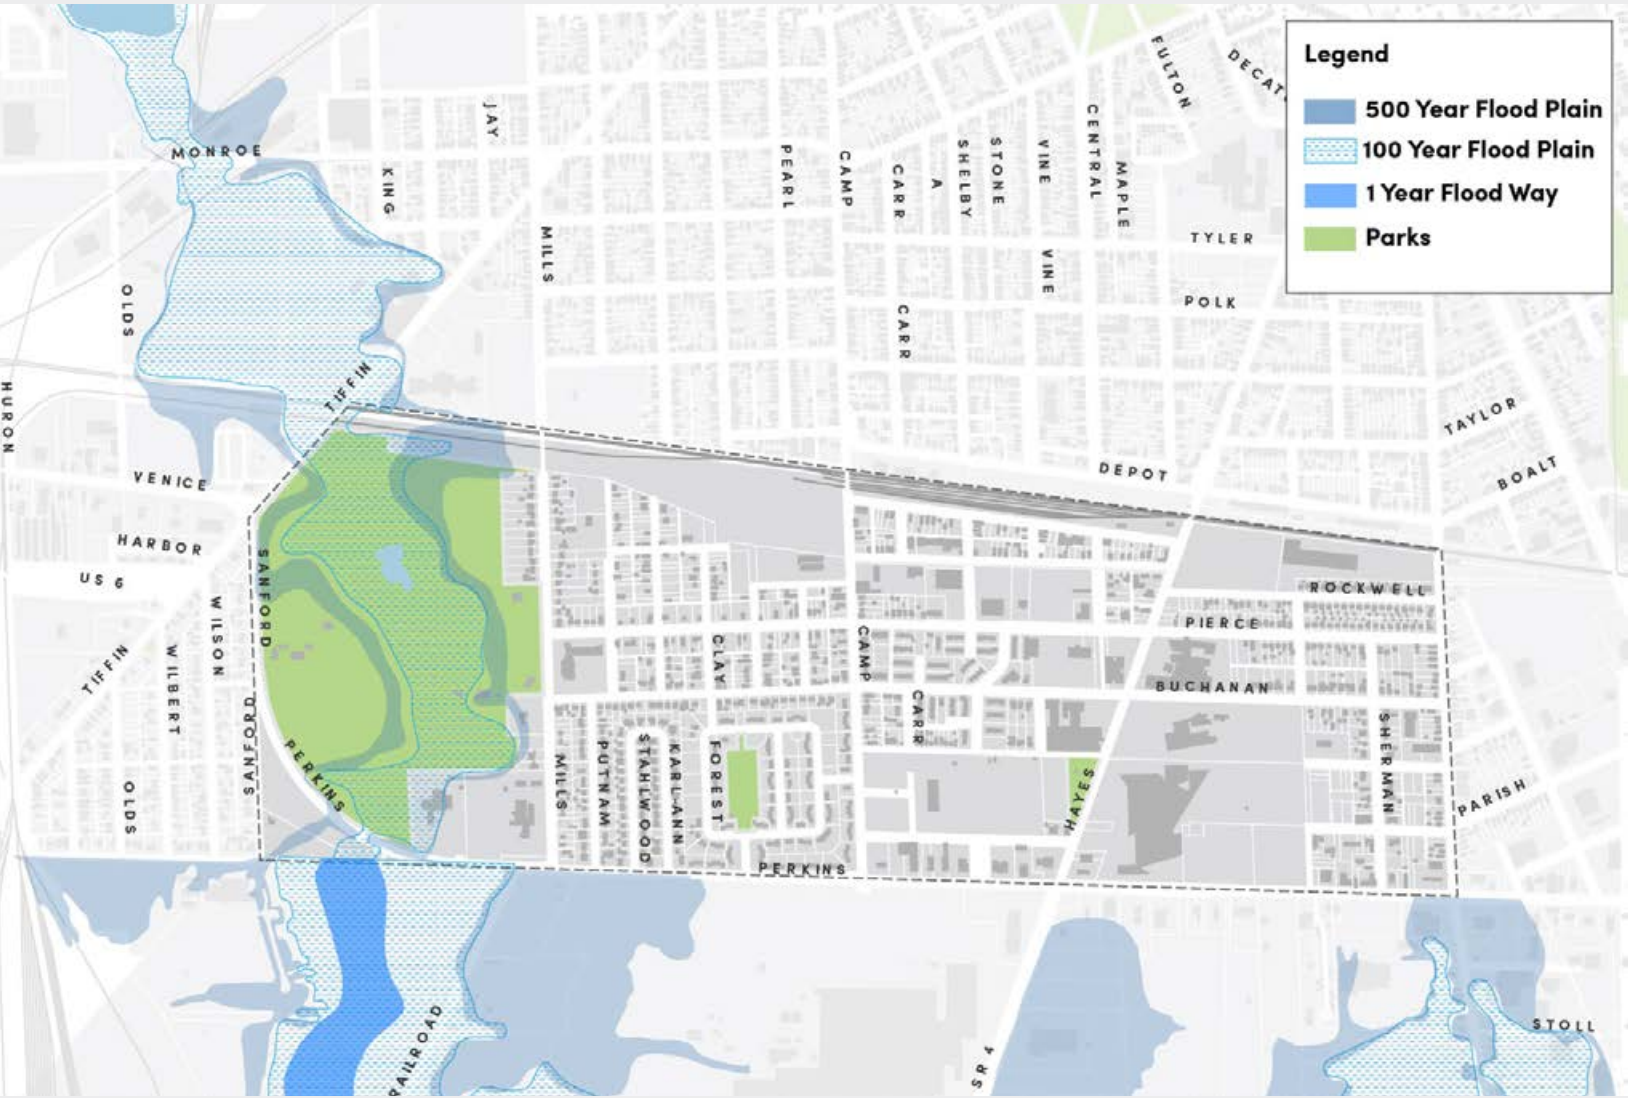 Legend
500 Year Flood Plain
100 Year Flood Plain
1 Year Flood Way
Parks
FULTON
DECAT
JAY
CENTRAL
MONROE
PEARL
CAMP
SHELBY
STONE
VINE
KING
CARR
A
MAPLE
MILLS
TYLER
VINE
OLDS
POLK
CARR
TIFFIN
HURON
TAYLOR
DEPOT
BOALT
VENICE
HARBOR
US 6
SANFORD
ROCKWELL
WILSON
PIERCE
TIFFIN
WILBERT
CLAY
CAMP
BUCHANAN
SANFORD
CARR
SHERMAN
PERKINS
MILLS
PUTNAM
STAHLWOOD
KARL-ANN
FOREST
HAYES
PARISH
OLDS
PERKINS
RAILROAD
SR 4
STOLL